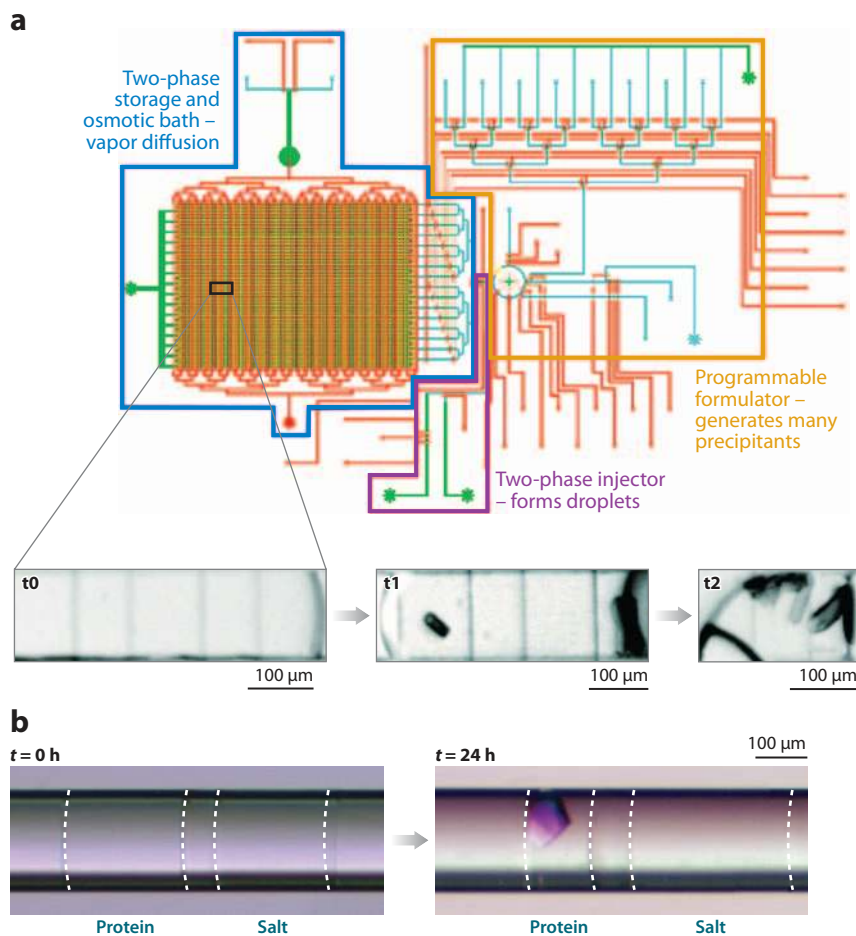 a
Two-phase
storage and
osmotic bath –
vapor diffusion
Programmable
formulator –
generates many
precipitants
Two-phase injector
– forms droplets
t0
t1
t2
100 µm
100 µm
100 µm
b
t = 0 h
t = 24 h
100 µm
Protein
Salt
Protein
Salt